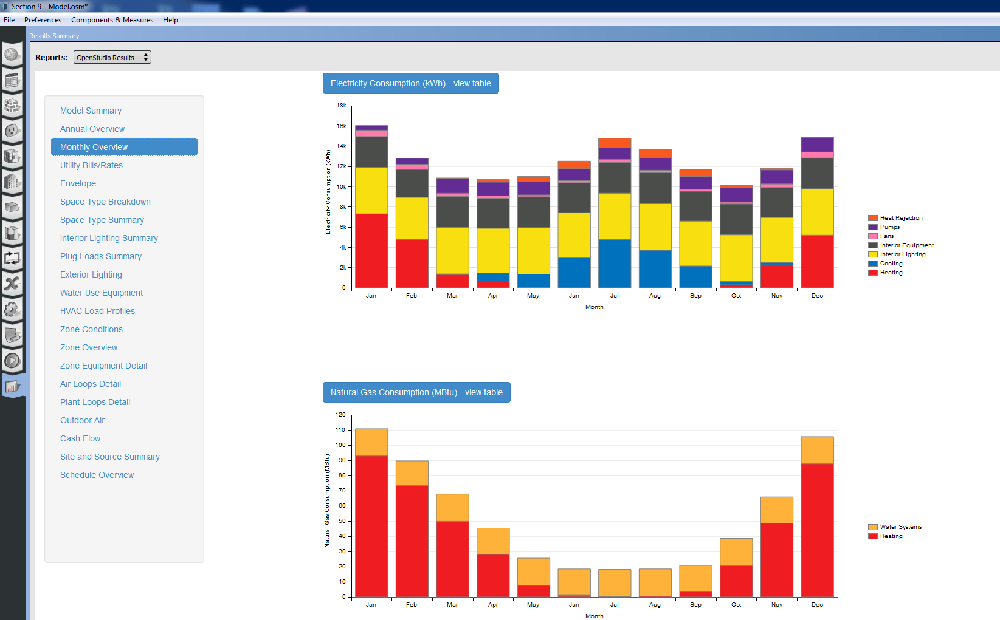 Section 9 - Model.osm*
File Preferences Components & Measures Help
Results Summary
Reports: OpenStudio Results
Model Summary
Annual Overview
Monthly Overview
Utility Bills/Rates
Envelope
Space Type Breakdown
Space Type Summary
Interior Lighting Summary
Plug Loads Summary
Exterior Lighting
Water Use Equipment
HVAC Load Profiles
Zone Conditions
Zone Overview
Zone Equipment Detail
Air Loops Detail
Plant Loops Detail
Outdoor Air
Cash Flow
Site and Source Summary
Schedule Overview
Electricity Consumption (kWh) - view table
Electricity Consumption (kWh)
18k
16k
14k
12k
10k
8k
6k
4k
2k
0
Jan Feb Mar Apr May Jun Jul Aug Sep Oct Nov Dec
Month
Heat Rejection
Pumps
Fans
Interior Equipment
Interior Lighting
Cooling
Heating
Natural Gas Consumption (MBtu) - view table
Natural Gas Consumption (MBtu)
120
110
100
90
80
70
60
50
40
30
20
10
0
Jan Feb Mar Apr May Jun Jul Aug Sep Oct Nov Dec
Month
Water Systems
Heating